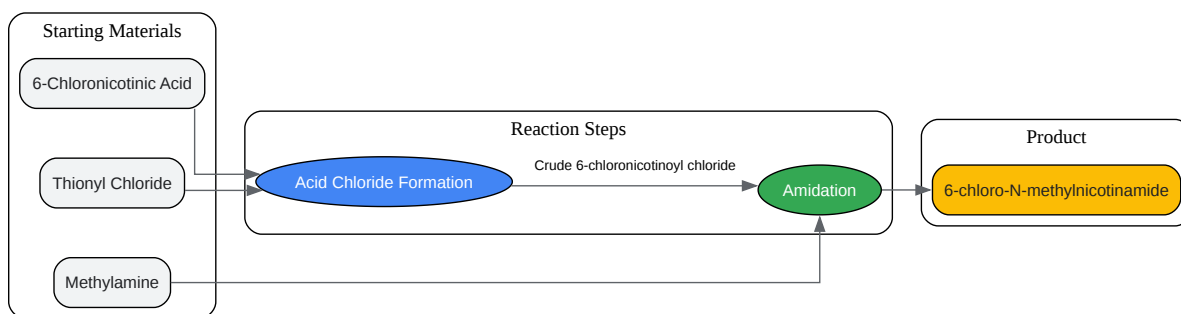 Starting Materials
6-Chloronicotinic Acid
Thionyl Chloride
Methylamine
Reaction Steps
Acid Chloride Formation
Crude 6-chloronicotinoyl chloride
Amidation
Product
6-chloro-N-methylnicotinamide